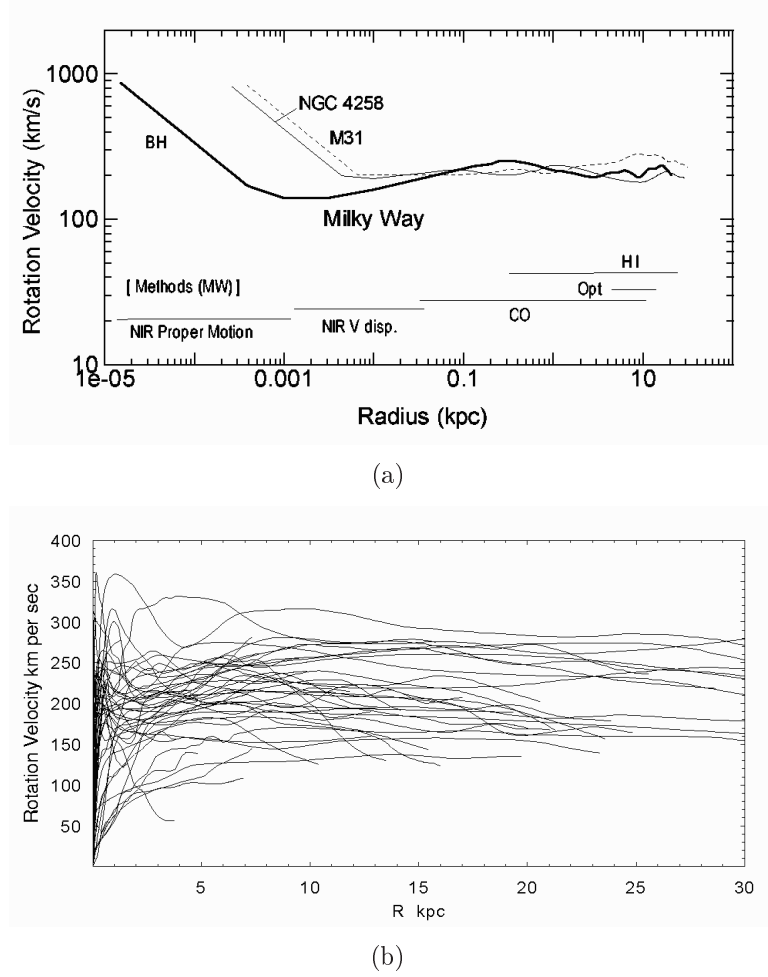 1000
NGC 4258
BH
M31
100
Milky Way
[ Methods (MW) ]
HI
Opt
NIR Proper Motion
NIR V disp.
CO
10
1e-05
0.001
0.1
10
Rotation Velocity (km/s)
Radius (kpc)
(a)
400
350
300
250
200
150
100
50
Rotation Velocity km per sec
5
10
15
20
25
30
R kpc
(b)